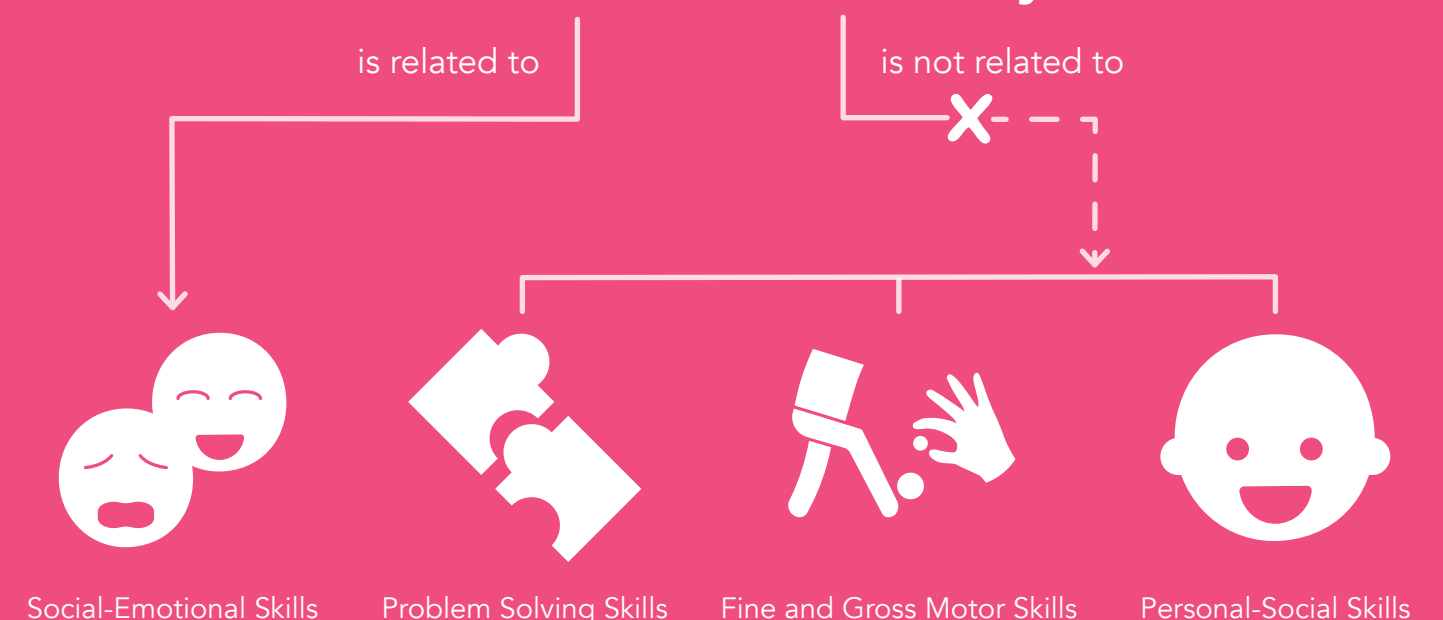 is related to
is not related to
Social-Emotional Skills
Problem Solving Skills
Fine and Gross Motor Skills
Personal-Social Skills